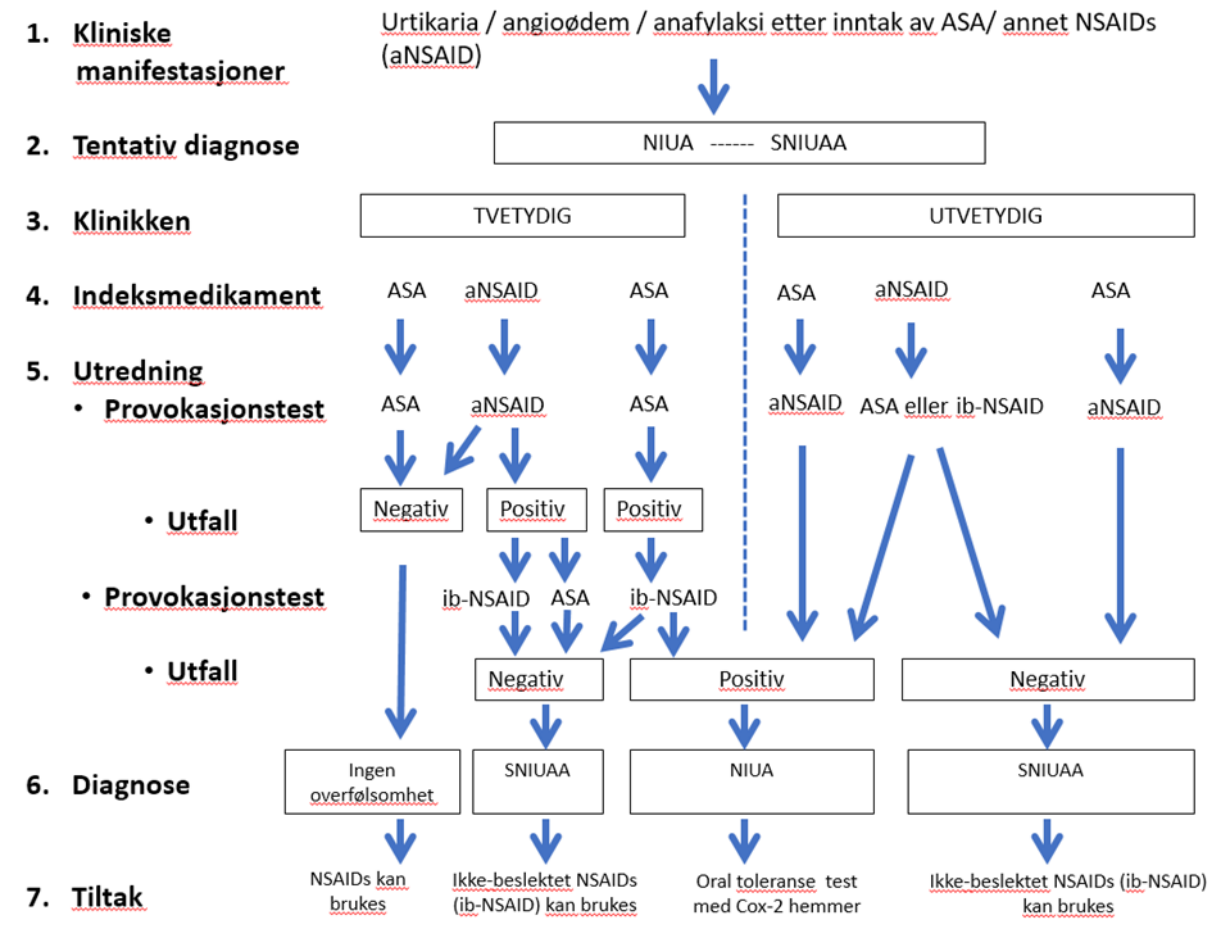 1. Kliniske
manifestasjoner
Urtikaria / angioødem / anafylaksi etter inntak av ASA/ annet NSAIDs
(aNSAID)
2. Tentativ diagnose
NIUA ------ SNIUAA
3. Klinikken
TVETYDIG
UTVETYDIG
4. Indeksmedikament
ASA aNSAID ASA ASA aNSAID ASA
5. Utredning
• Provokasjonstest
ASA aNSAID ASA aNSAID ASA eller ib-NSAID aNSAID
• Utfall
Negativ Positiv Positiv
• Provokasjonstest
ib-NSAID ASA ib-NSAID
• Utfall
Negativ Positiv Negativ
6. Diagnose
Ingen
overfølsomhet
SNIUAA
NIUA
SNIUAA
7. Tiltak
NSAIDs kan
brukes
Ikke-beslektet NSAIDs
(ib-NSAID) kan brukes
Oral toleranse test
med Cox-2 hemmer
Ikke-beslektet NSAIDs (ib-NSAID)
kan brukes